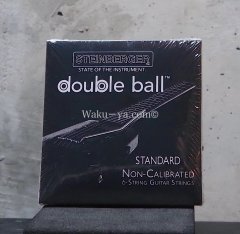 STEINBERGER
STATE OF THE INSTRUMENT
double ball™
Waku—ya.com©
STANDARD
NON-CALIBRATED
6-STRING GUITAR STRINGS